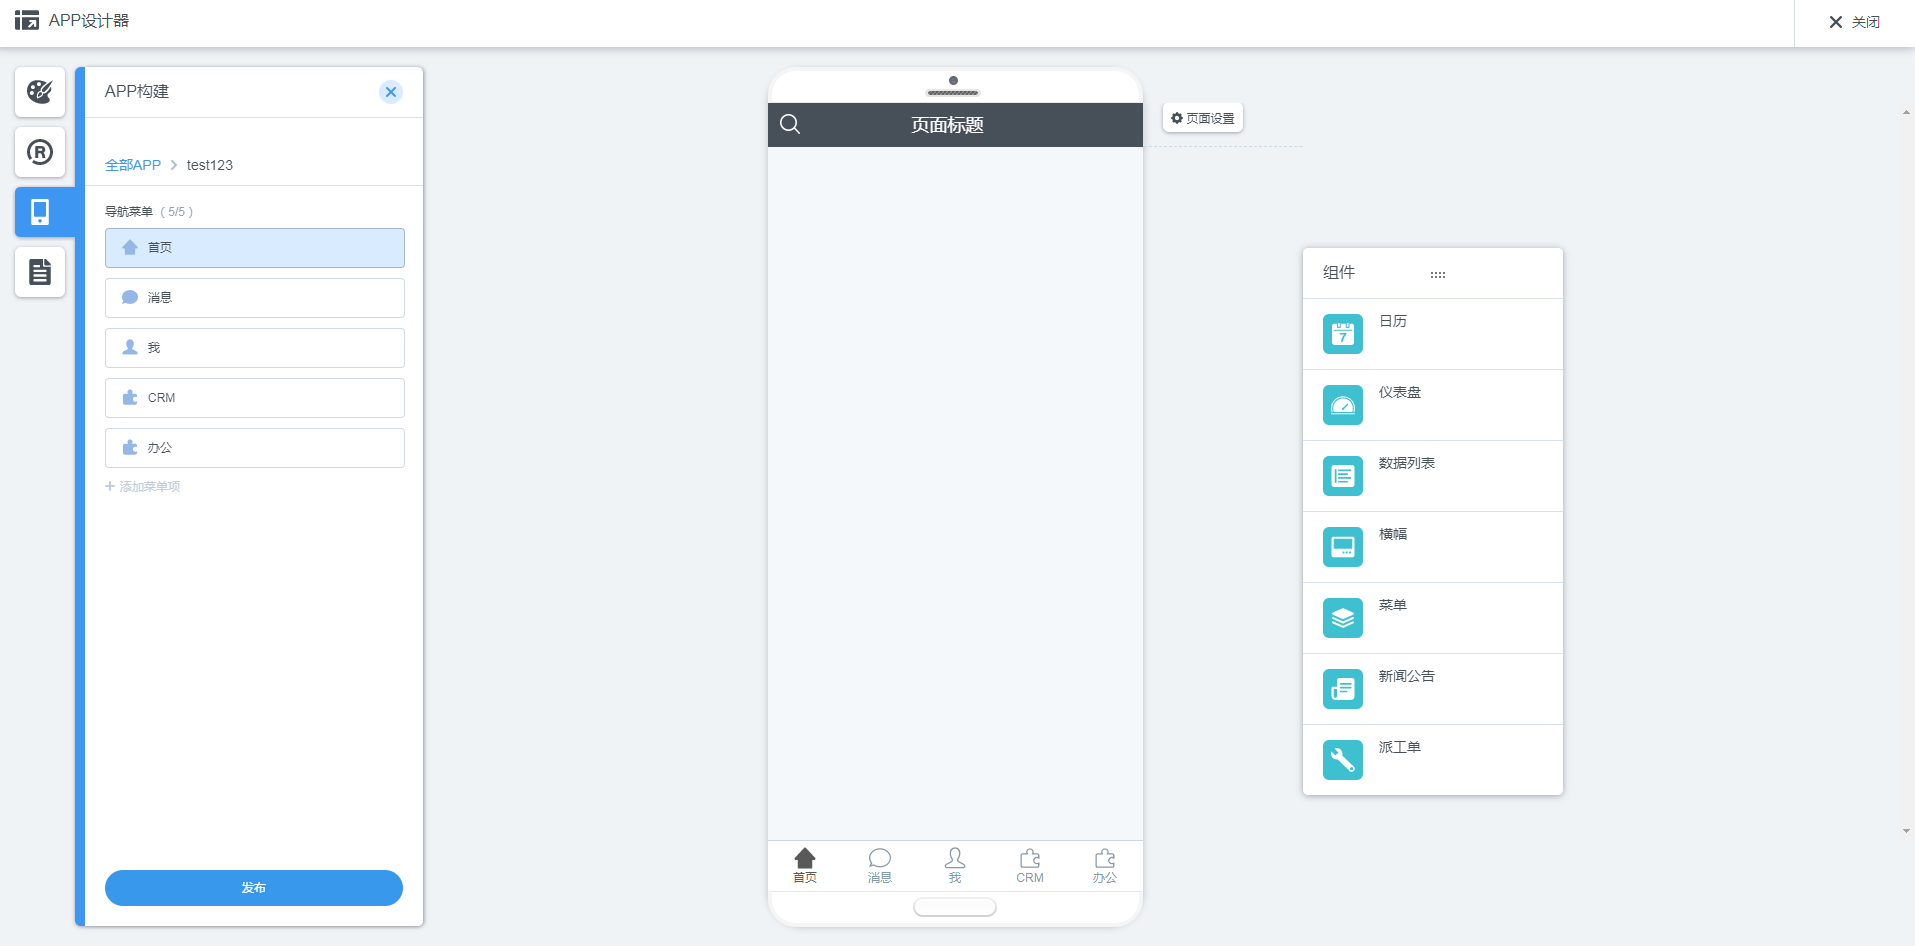 APP设计器
关闭
APP构建
全部APP > test123
导航菜单 ( 5/5 )
首页
消息
我
CRM
办公
+ 添加菜单项
发布
页面标题
页面设置
首页
消息
我
CRM
办公
组件
7
日历
仪表盘
数据列表
横幅
菜单
新闻公告
派工单